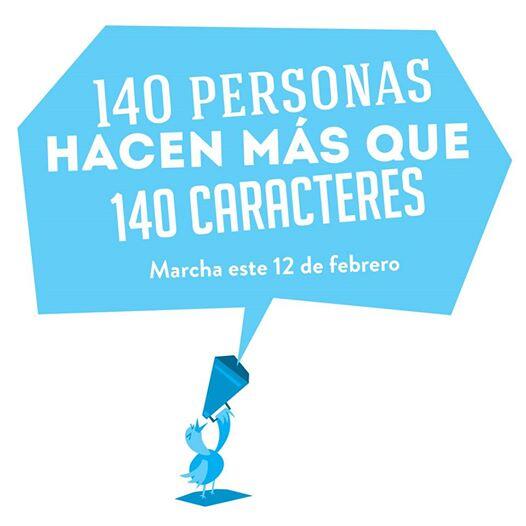 140 PERSONAS
HACEN MÁS QUE
140 CARACTERES
Marcha este 12 de febrero